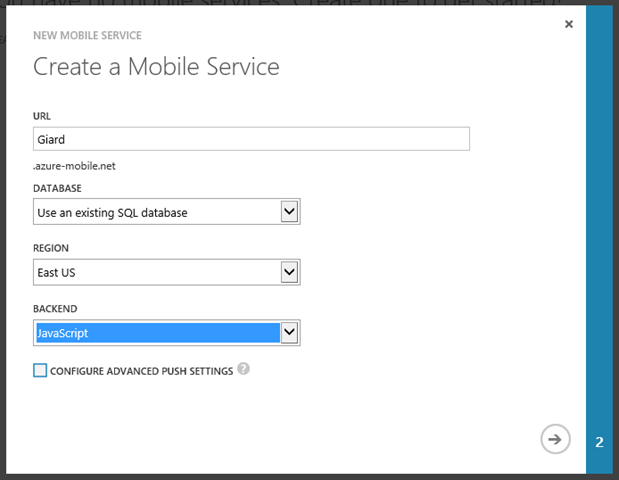 NEW MOBILE SERVICE
Create a Mobile Service
URL
Giard
.azure-mobile.net
DATABASE
Use an existing SQL database
REGION
East US
BACKEND
JavaScript
CONFIGURE ADVANCED PUSH SETTINGS ?
2